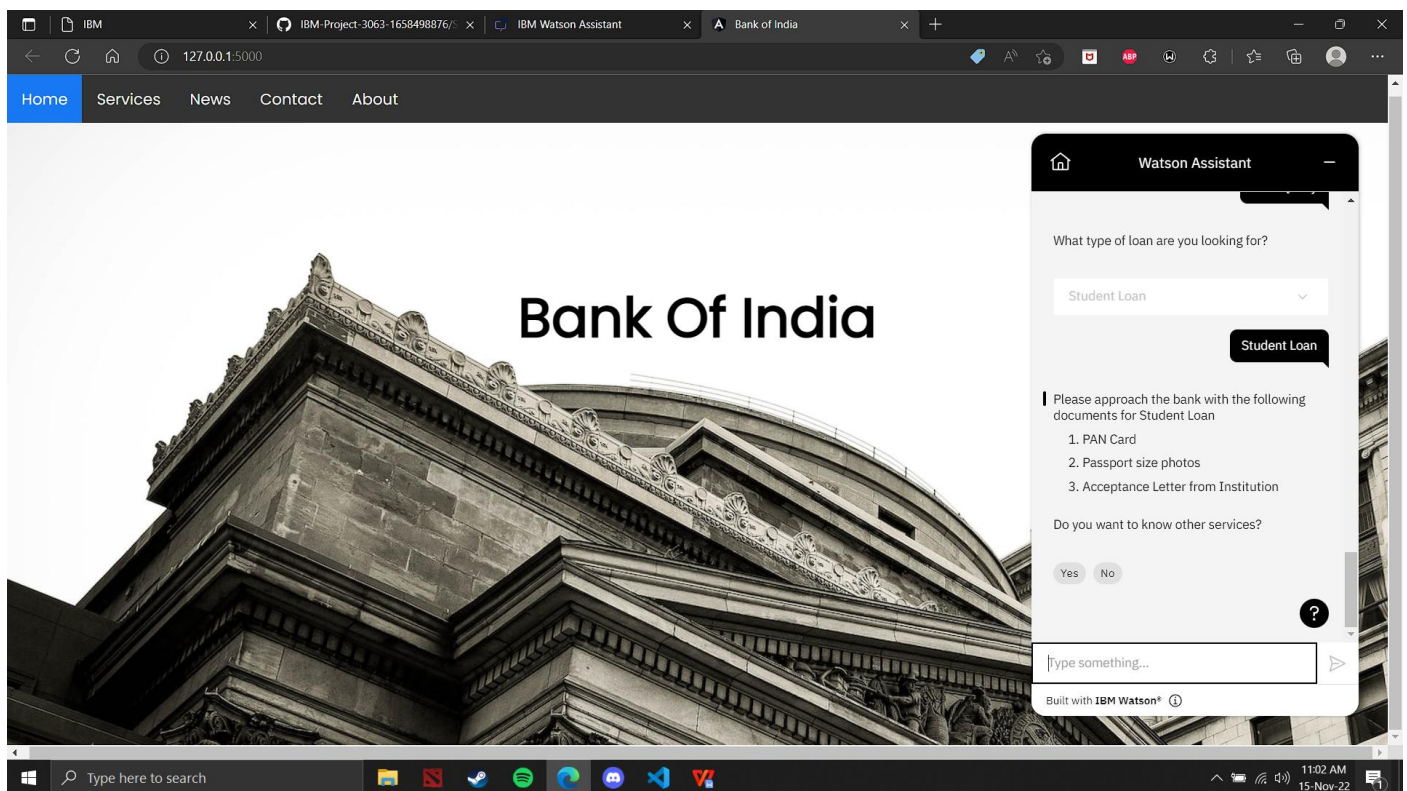 IBM
IBM-Project-3063-1658498876/S
IBM Watson Assistant
Bank of India
127.0.0.1:5000
ABP
Home Services News Contact About
Watson Assistant
What type of loan are you looking for?
Student Loan
Student Loan
Bank Of India
Please approach the bank with the following
documents for Student Loan
1. PAN Card
2. Passport size photos
3. Acceptance Letter from Institution
Do you want to know other services?
Yes No
?
Type something...
Built with IBM Watson®
Type here to search
11:02 AM
15-Nov-22
1